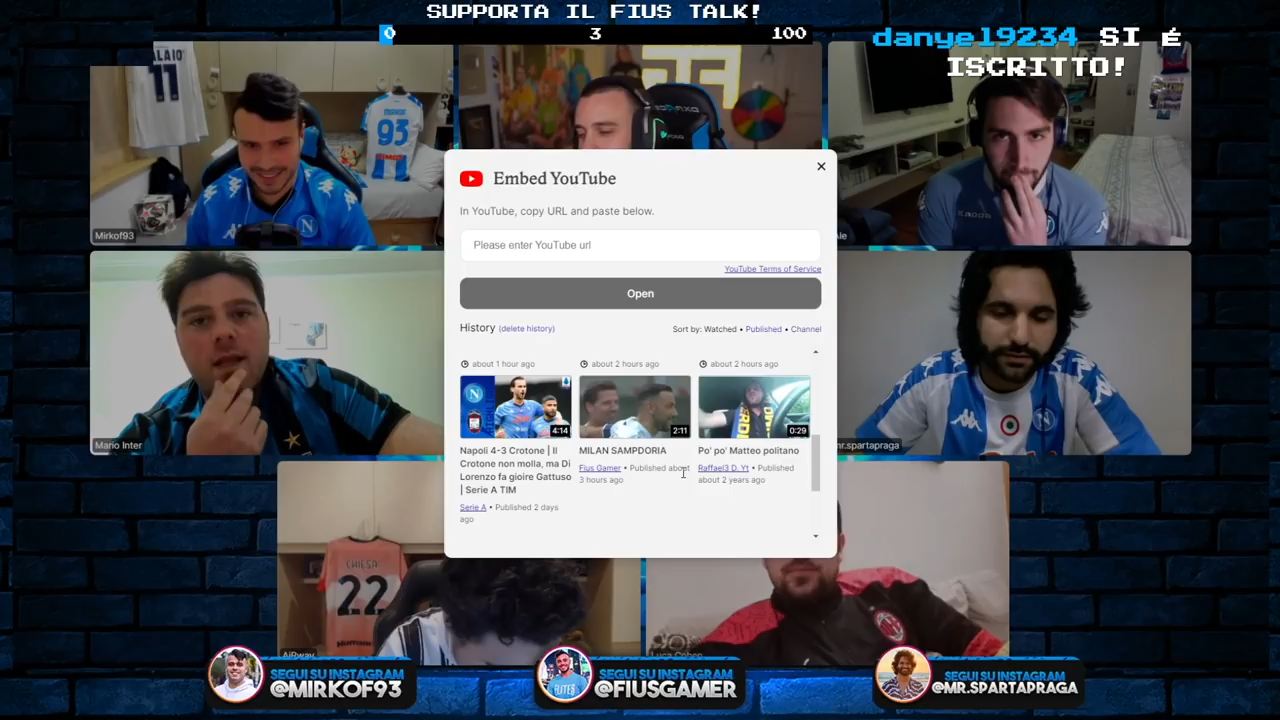 SUPPORTA IL FIUS TALK!
0 3 100
danye19234 SI É
ISCRITTO!
11
93
Mirkof93
Embed YouTube
In YouTube, copy URL and paste below.
Please enter YouTube url
YouTube Terms of Service
Open
History (delete history)
Sort by: Watched • Published • Channel
about 1 hour ago
4:14
Napoli 4-3 Crotone | Il
Crotone non molla, ma Di
Lorenzo fa gioire Gattuso
| Serie A TIM
Serie A • Published 2 days
ago
about 2 hours ago
2:11
MILAN SAMPDORIA
Fius Gamer • Published about
3 hours ago
about 2 hours ago
0:29
Po' po' Matteo politano
Raffael3 D. Yt • Published
about 2 years ago
Mario Inter
mr.spartapraga
CHIESA
22
AiRway
Luca Cohen
SEGUI SU INSTAGRAM
@MIRKOF93
SEGUI SU INSTAGRAM
@FIUSGAMER
SEGUI SU INSTAGRAM
@MR.SPARTAPRAGA